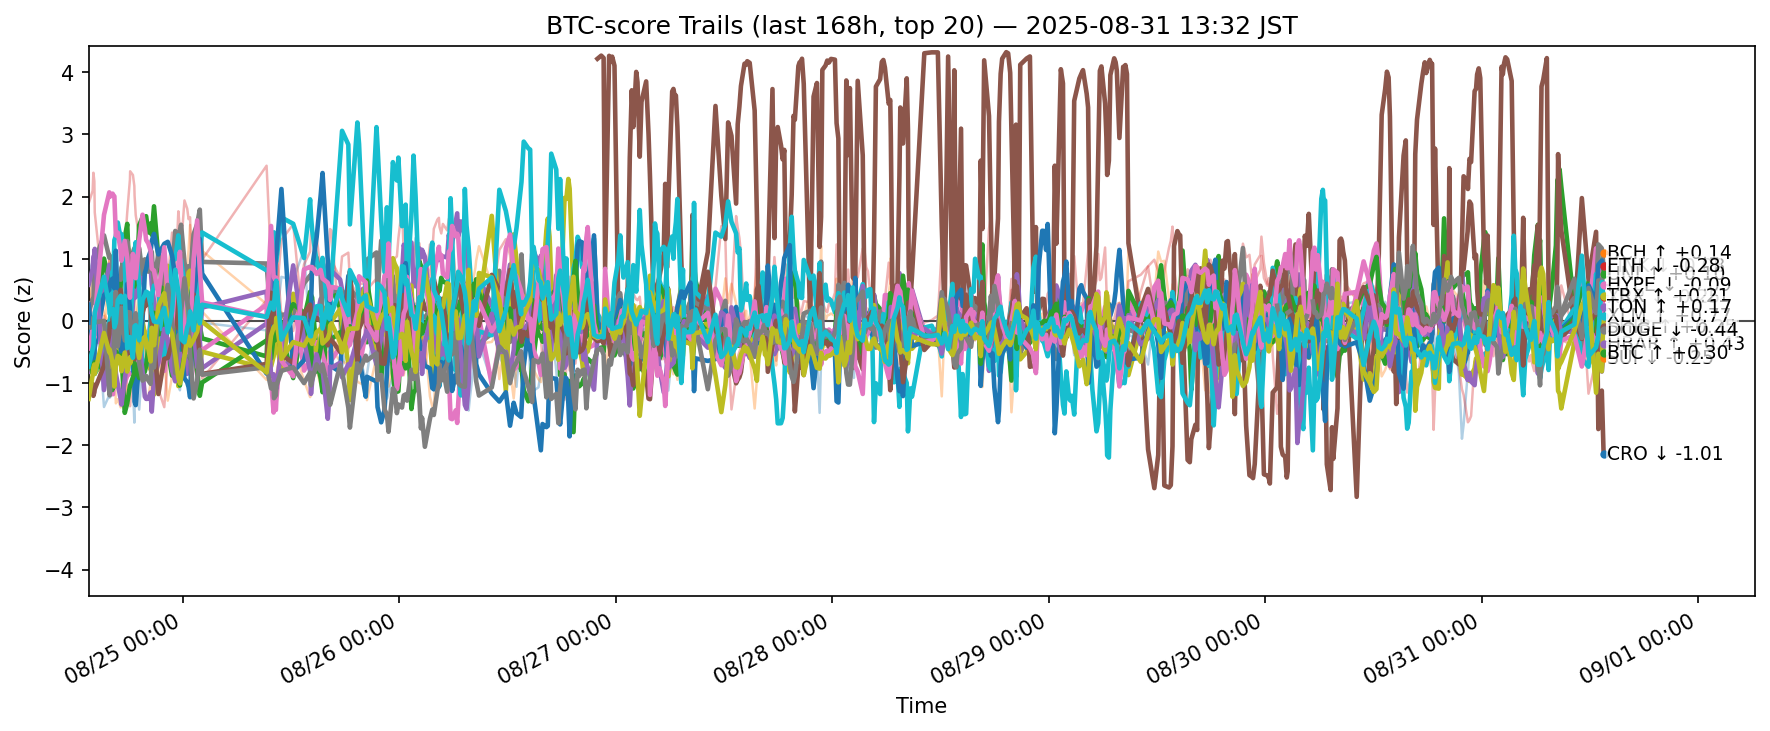 BTC-score Trails (last 168h, top 20) — 2025-08-31 13:32 JST
Score (z)
4
3
2
1
0
−1
−2
−3
−4
BCH ↑ +0.14
ETH ↓ -0.28
HYPE ↓ -0.09
TRX ↑ +0.21
TON ↑ +0.17
XLM ↑ +0.77
DOGE ↓ -0.44
BTC ↑ +0.30
CRO ↓ -1.01
08/25 00:00
08/26 00:00
08/27 00:00
08/28 00:00
08/29 00:00
08/30 00:00
08/31 00:00
09/01 00:00
Time